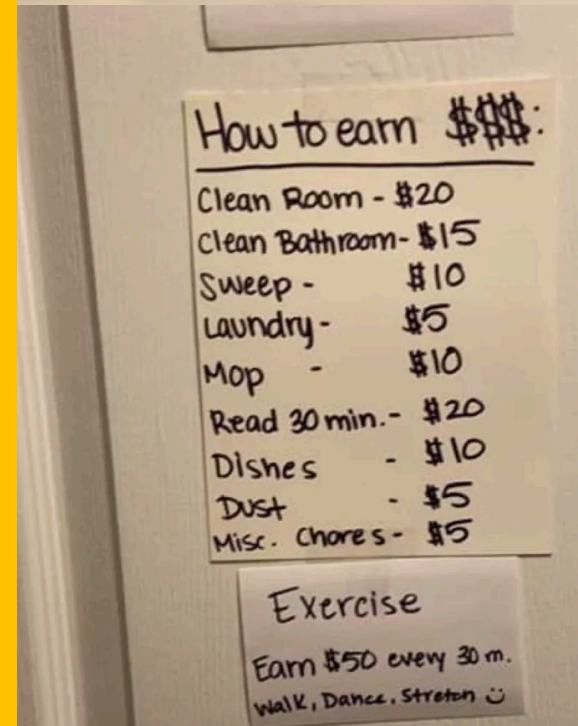 How to earn $$$:
Clean Room - $20
Clean Bathroom- $15
Sweep - $10
Laundry - $5
Mop - $10
Read 30 min.- $20
Dishes - $10
Dust - $5
Misc. Chores- $5
Exercise
Earn $50 every 30 m.
Walk, Dance, Stretch ن